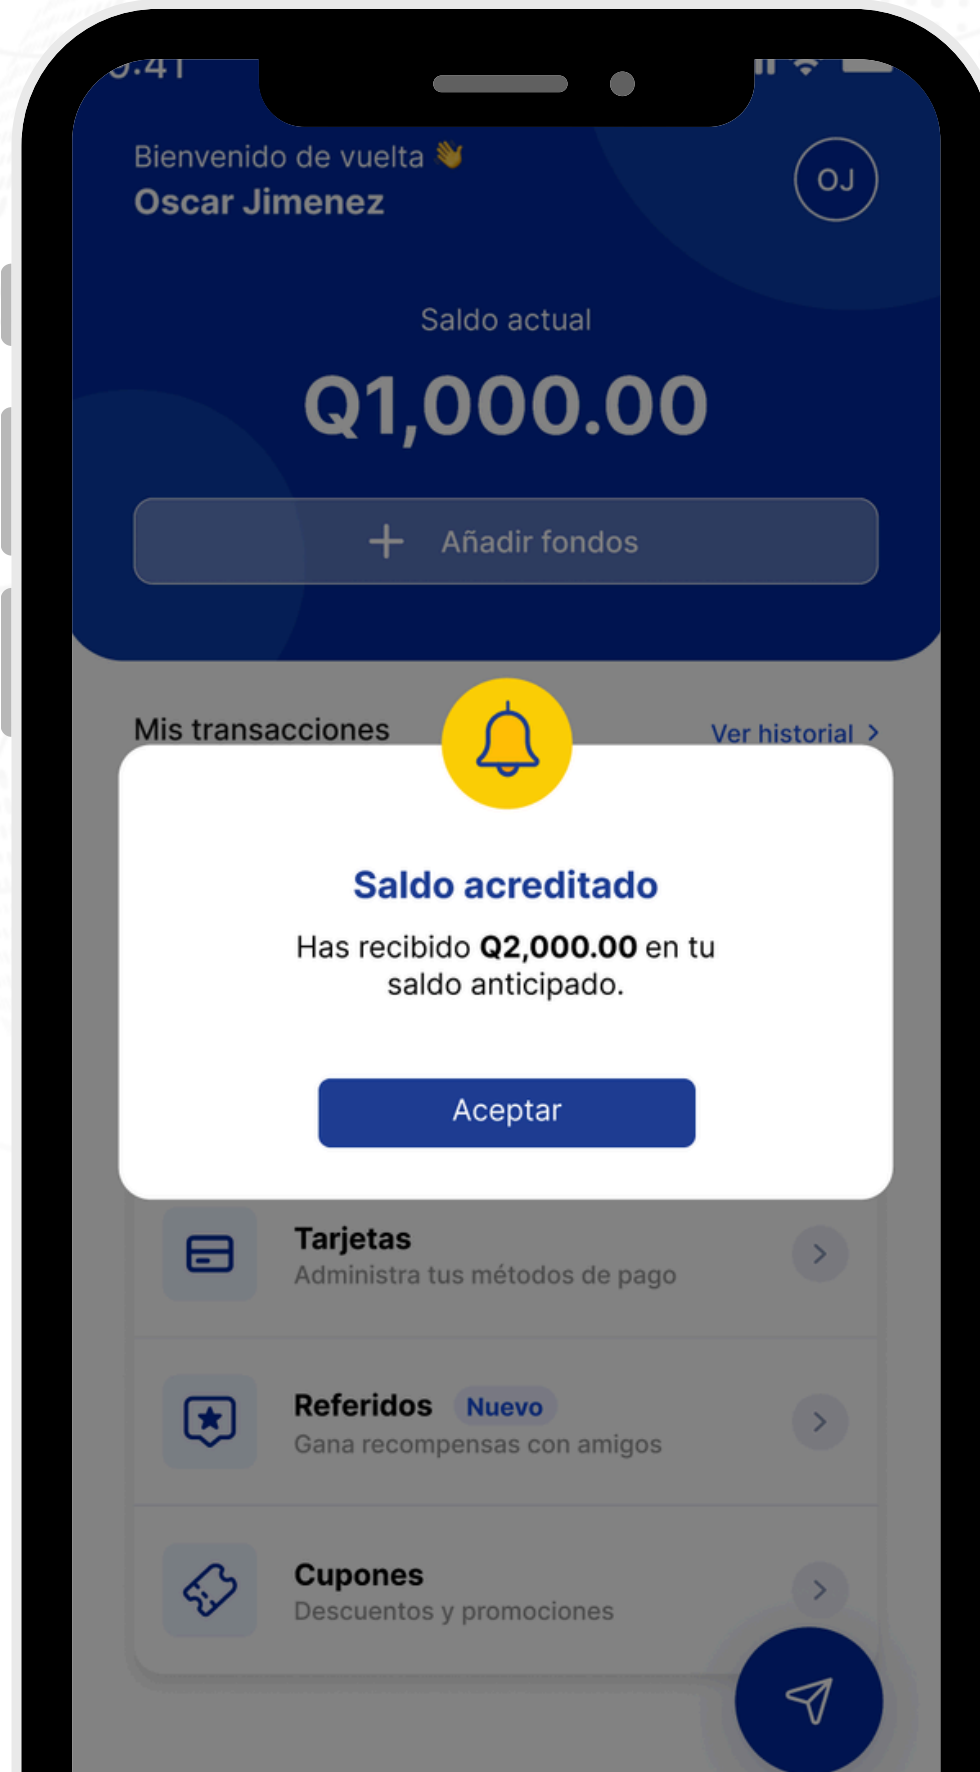 9:41
Bienvenido de vuelta 👋
Oscar Jimenez
OJ
Saldo actual
Q1,000.00
+ Añadir fondos
Mis transacciones
Ver historial >
Saldo acreditado
Has recibido Q2,000.00 en tu
saldo anticipado.
Aceptar
Tarjetas
Administra tus métodos de pago
Referidos Nuevo
Gana recompensas con amigos
Cupones
Descuentos y promociones